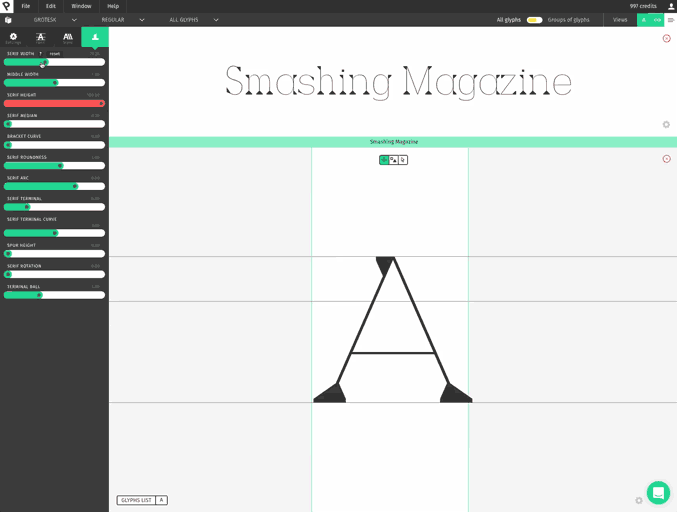 File Edit Window Help 997 credits
GROTESK REGULAR ALL GLYPHS All glyphs Groups of glyphs Views
SERIF WIDTH ? reset
MIDDLE WIDTH
SERIF HEIGHT
SERIF MEDIAN
BRACKET CURVE
SERIF ROUNDNESS
SERIF ARC
SERIF TERMINAL
SERIF TERMINAL CURVE
SPUR HEIGHT
SERIF ROTATION
TERMINAL BALL
Smashing Magazine
Smashing Magazine
A
GLYPHS LIST A